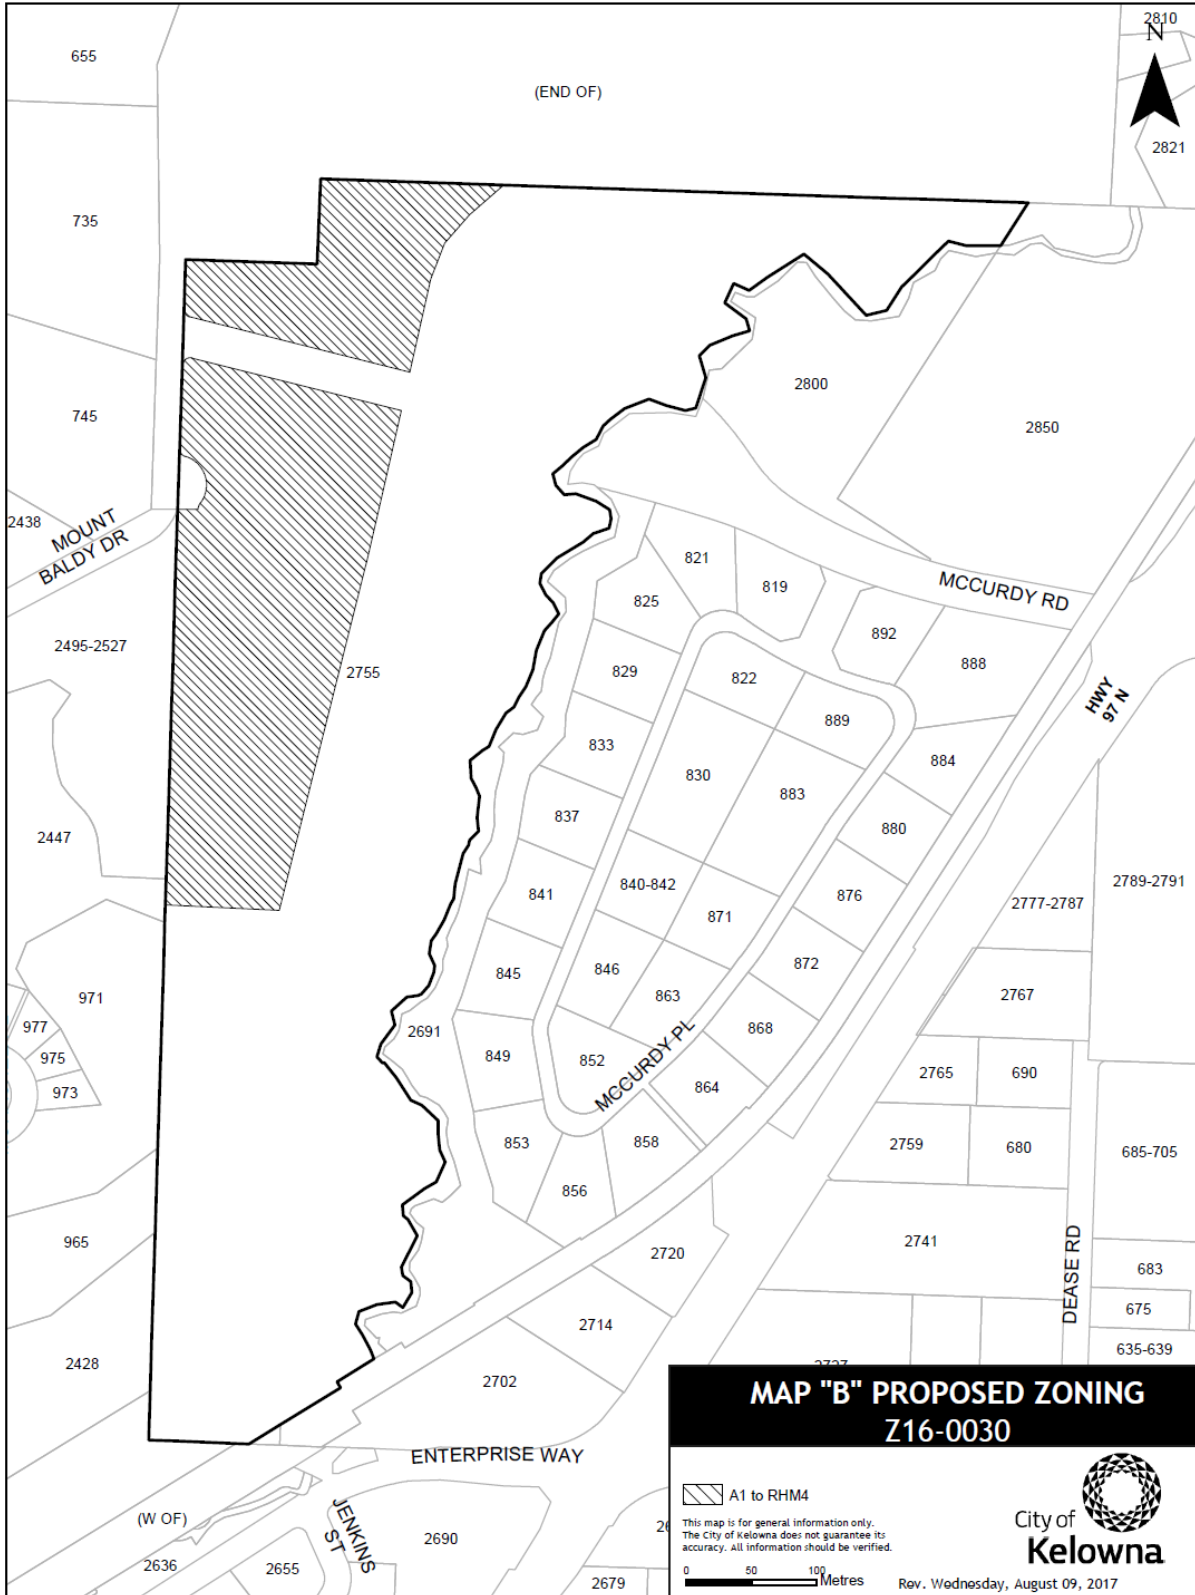 2810
N
655
(END OF)
2821
735
2800
745
2850
2438
MOUNT
BALDY DR
821
MCCURDY RD
819
825
892
2495-2527
888
829
822
2755
HWY
97 N
889
833
884
830
883
837
880
2447
2789-2791
840-842
841
876
2777-2787
871
845
846
872
971
863
2767
977
2691
868
975
849
852
MCCURDY PL
2765
690
973
864
853
858
2759
680
685-705
856
965
2720
2741
DEASE RD
683
675
2714
635-639
2428
2702
MAP "B" PROPOSED ZONING
Z16-0030
ENTERPRISE WAY
A1 to RHM4
This map is for general information only.
The City of Kelowna does not guarantee its
accuracy. All information should be verified.
0 50 100
Metres
City of
Kelowna
Rev. Wednesday, August 09, 2017
(W OF)
JENKINS
ST
2690
2636
2655
2679